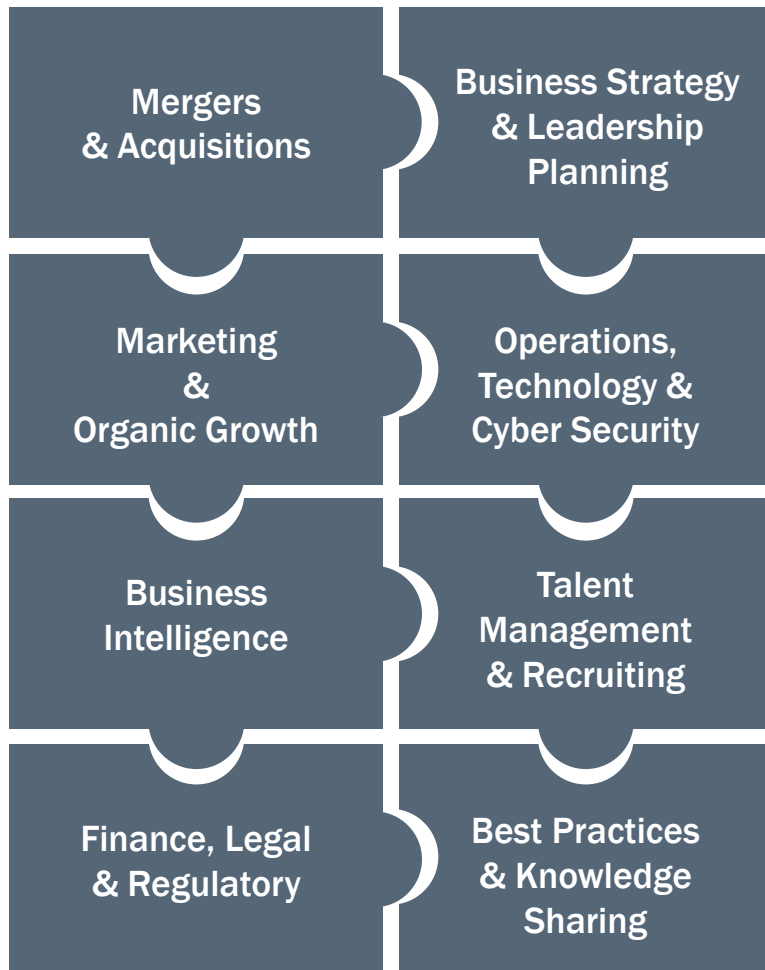 Mergers
& Acquisitions
Business Strategy
& Leadership
Planning
Marketing
&
Organic Growth
Operations,
Technology &
Cyber Security
Business
Intelligence
Talent
Management
& Recruiting
Finance, Legal
& Regulatory
Best Practices
& Knowledge
Sharing